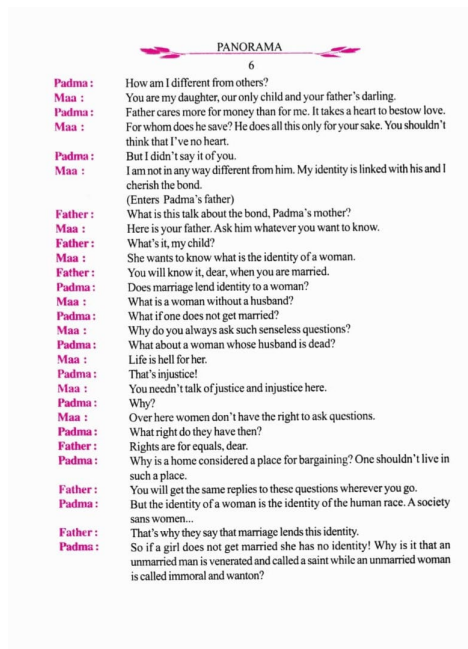 PANORAMA
6
Padma : How am I different from others?
Maa : You are my daughter, our only child and your father's darling.
Padma : Father cares more for money than for me. It takes a heart to bestow love.
Maa : For whom does he save? He does all this only for your sake. You shouldn't
think that I've no heart.
Padma : But I didn't say it of you.
Maa : I am not in any way different from him. My identity is linked with his and I
cherish the bond.
(Enters Padma's father)
Father : What is this talk about the bond, Padma's mother?
Maa : Here is your father. Ask him whatever you want to know.
Father : What's it, my child?
Maa : She wants to know what is the identity of a woman.
Father : You will know it, dear, when you are married.
Padma : Does marriage lend identity to a woman?
Maa : What is a woman without a husband?
Padma : What if one does not get married?
Maa : Why do you always ask such senseless questions?
Padma : What about a woman whose husband is dead?
Maa : Life is hell for her.
Padma : That's injustice!
Maa : You needn't talk of justice and injustice here.
Padma : Why?
Maa : Over here women don't have the right to ask questions.
Padma : What right do they have then?
Father : Rights are for equals, dear.
Padma : Why is a home considered a place for bargaining? One shouldn't live in
such a place.
Father : You will get the same replies to these questions wherever you go.
Padma : But the identity of a woman is the identity of the human race. A society
sans women...
Father : That's why they say that marriage lends this identity.
Padma : So if a girl does not get married she has no identity! Why is it that an
unmarried man is venerated and called a saint while an unmarried woman
is called immoral and wanton?